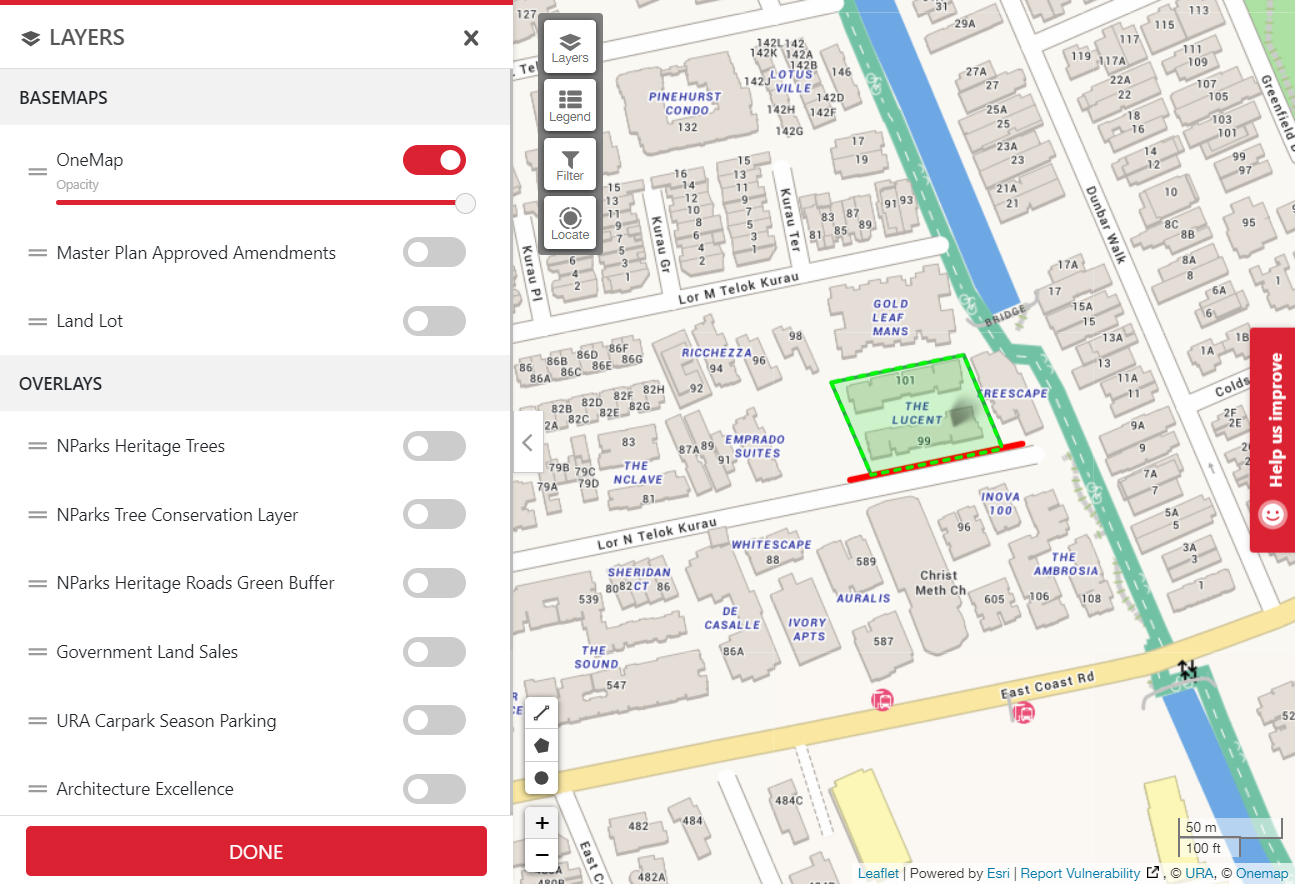 LAYERS
BASEMAPS
OneMap
Opacity
Master Plan Approved Amendments
Land Lot
OVERLAYS
NParks Heritage Trees
NParks Tree Conservation Layer
NParks Heritage Roads Green Buffer
Government Land Sales
URA Carpark Season Parking
Architecture Excellence
DONE
Layers
Legend
Filter
Locate
127
31
29A
113
115
117
119
117A
111
109
142L
142
142K
142A
142B
142J
LOTUS
VILLE
146
142D
142H
142F
142G
PINEHURST
CONDO
132
27A
27
25A
25
23A
23
21A
21
22A
22
18
16
14
12
107
105
103
101
99
97
Greenfield D
17
19
15
13
11
9
7
5
3
1
16
14
12
10
8
6
4
2
15
13
11
9
7
5
3
1
6
4
2
Kurau Pl
Kurau Gr
Kurau Ter
83
87
81
85
89
91
93
10
8C
8B
95
8A
8
6A
6
1
Dunbar Walk
Lor M Telok Kurau
17A
17
15A
15
13A
13
11A
11
9A
9
7A
7
5A
5
3A
3
1
1A
1B
Colds
2F
2E
BRIDGE
GOLD
LEAF
MANS
98
RICCHEZZA
94
96
92
86F
86G
86D
86E
86B
86C
86
86A
82H
82F
82G
82D
82E
82B
82C
2A
101
THE
LUCENT
99
REESCAPE
83
THE
NCLAVE
81
79B
79C
79A
79D
87A
89
91
EMPRADO
SUITES
Lor N Telok Kurau
INOVA
100
96
WHITESCAPE
88
589
Christ
Meth Ch
THE
AMBROSIA
605
106
108
SHERIDAN
CT
80
82
86
539
DE
CASALLE
86A
AURALIS
IVORY
APTS
587
THE
SOUND
547
East Coast Rd
52
484C
482
484
482A
480B
East C
Help us improve
+
−
50 m
100 ft
Leaflet | Powered by Esri | Report Vulnerability , © URA, © Onemap